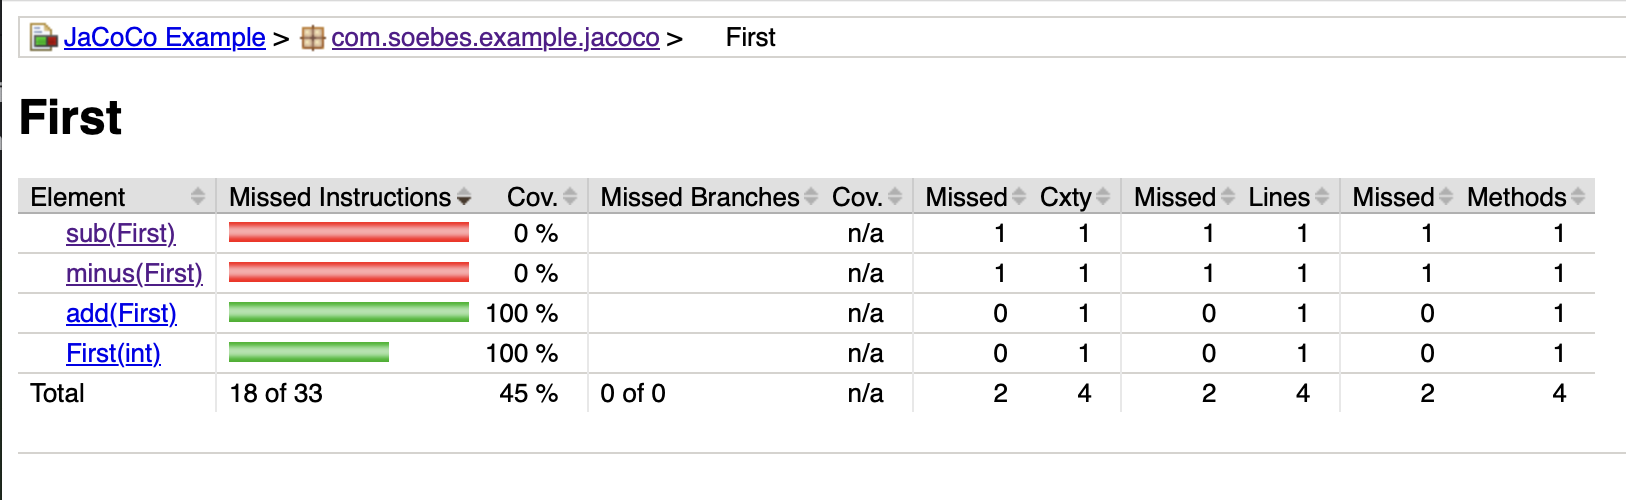 JaCoCo Example > com.soebes.example.jacoco > First
First
Element Missed Instructions Cov. Missed Branches Cov. Missed Cxty Missed Lines Missed Methods
sub(First) 0 % n/a 1 1 1 1 1 1
minus(First) 0 % n/a 1 1 1 1 1 1
add(First) 100 % n/a 0 1 0 1 0 1
First(int) 100 % n/a 0 1 0 1 0 1
Total 18 of 33 45 % 0 of 0 n/a 2 4 2 4 2 4